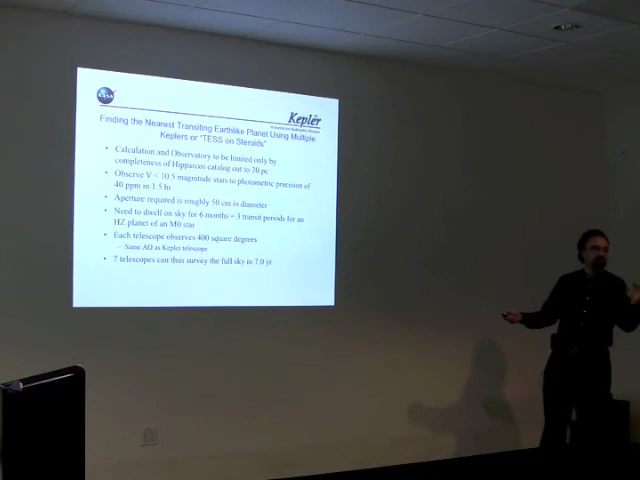 NASA
Kepler
A Search for Habitable Planets
Finding the Nearest Transiting Earthlike Planet Using Multiple
Keplers or "TESS on Steroids"
• Calculation and Observatory to be limited only by
completeness of Hipparcos catalog out to 20 pc
• Observe V < 10.5 magnitude stars to photometric precision of
40 ppm in 1.5 hr
• Aperture required is roughly 50 cm in diameter
• Need to dwell on sky for 6 months = 3 transit periods for an
HZ planet of an M0 star
• Each telescope observes 400 square degrees
– Same AΩ as Kepler telescope
• 7 telescopes can thus survey the full sky in 7.0 yr